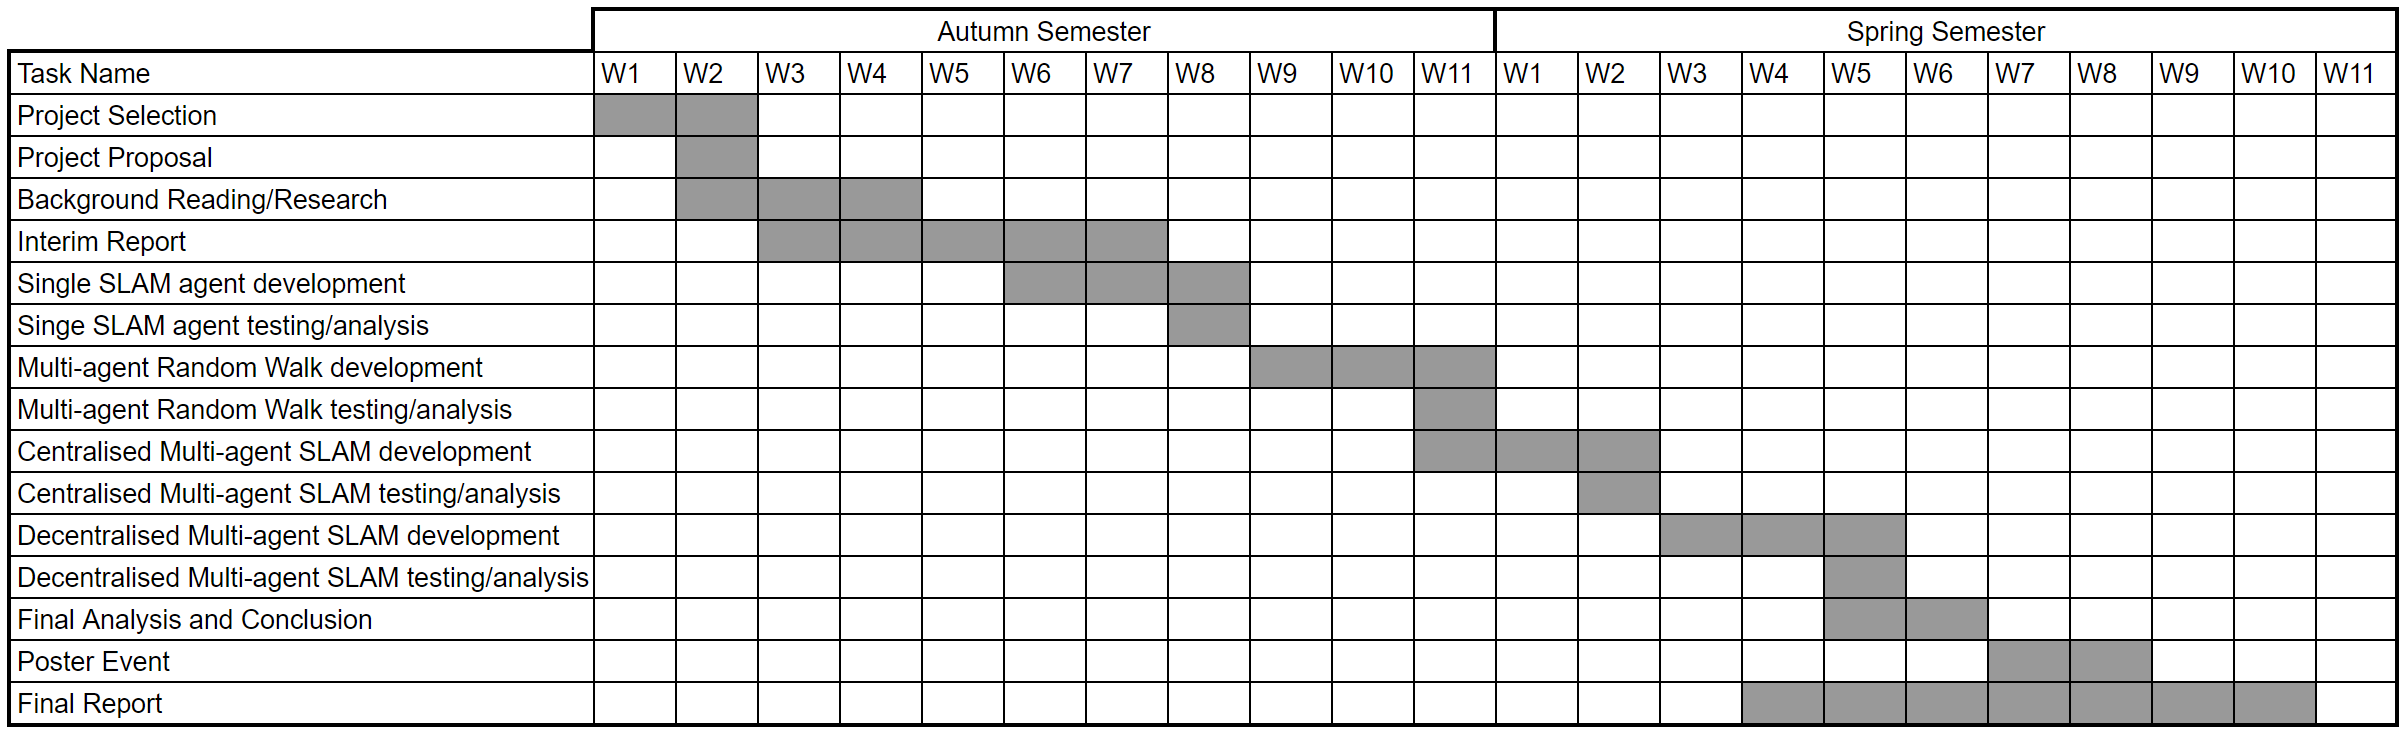 Autumn Semester Spring Semester
Task Name W1 W2 W3 W4 W5 W6 W7 W8 W9 W10 W11 W1 W2 W3 W4 W5 W6 W7 W8 W9 W10 W11
Project Selection
Project Proposal
Background Reading/Research
Interim Report
Single SLAM agent development
Singe SLAM agent testing/analysis
Multi-agent Random Walk development
Multi-agent Random Walk testing/analysis
Centralised Multi-agent SLAM development
Centralised Multi-agent SLAM testing/analysis
Decentralised Multi-agent SLAM development
Decentralised Multi-agent SLAM testing/analysis
Final Analysis and Conclusion
Poster Event
Final Report